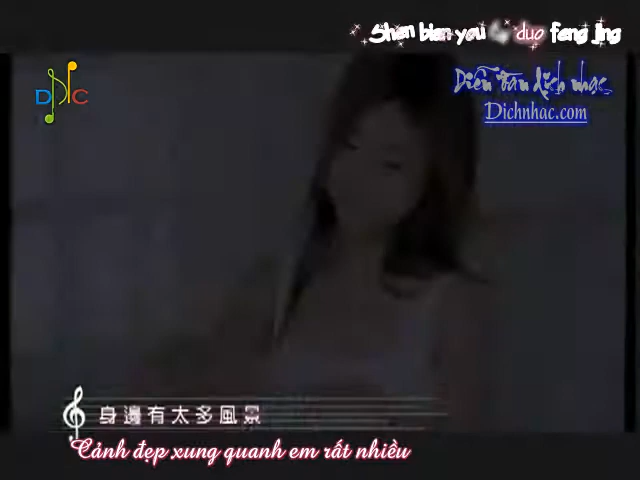 Shen bian you duo feng jing
Diễn đàn dịch nhạc
Dichnhac.com
DNC
身邊有太多風景
Cảnh đẹp xung quanh em rất nhiều